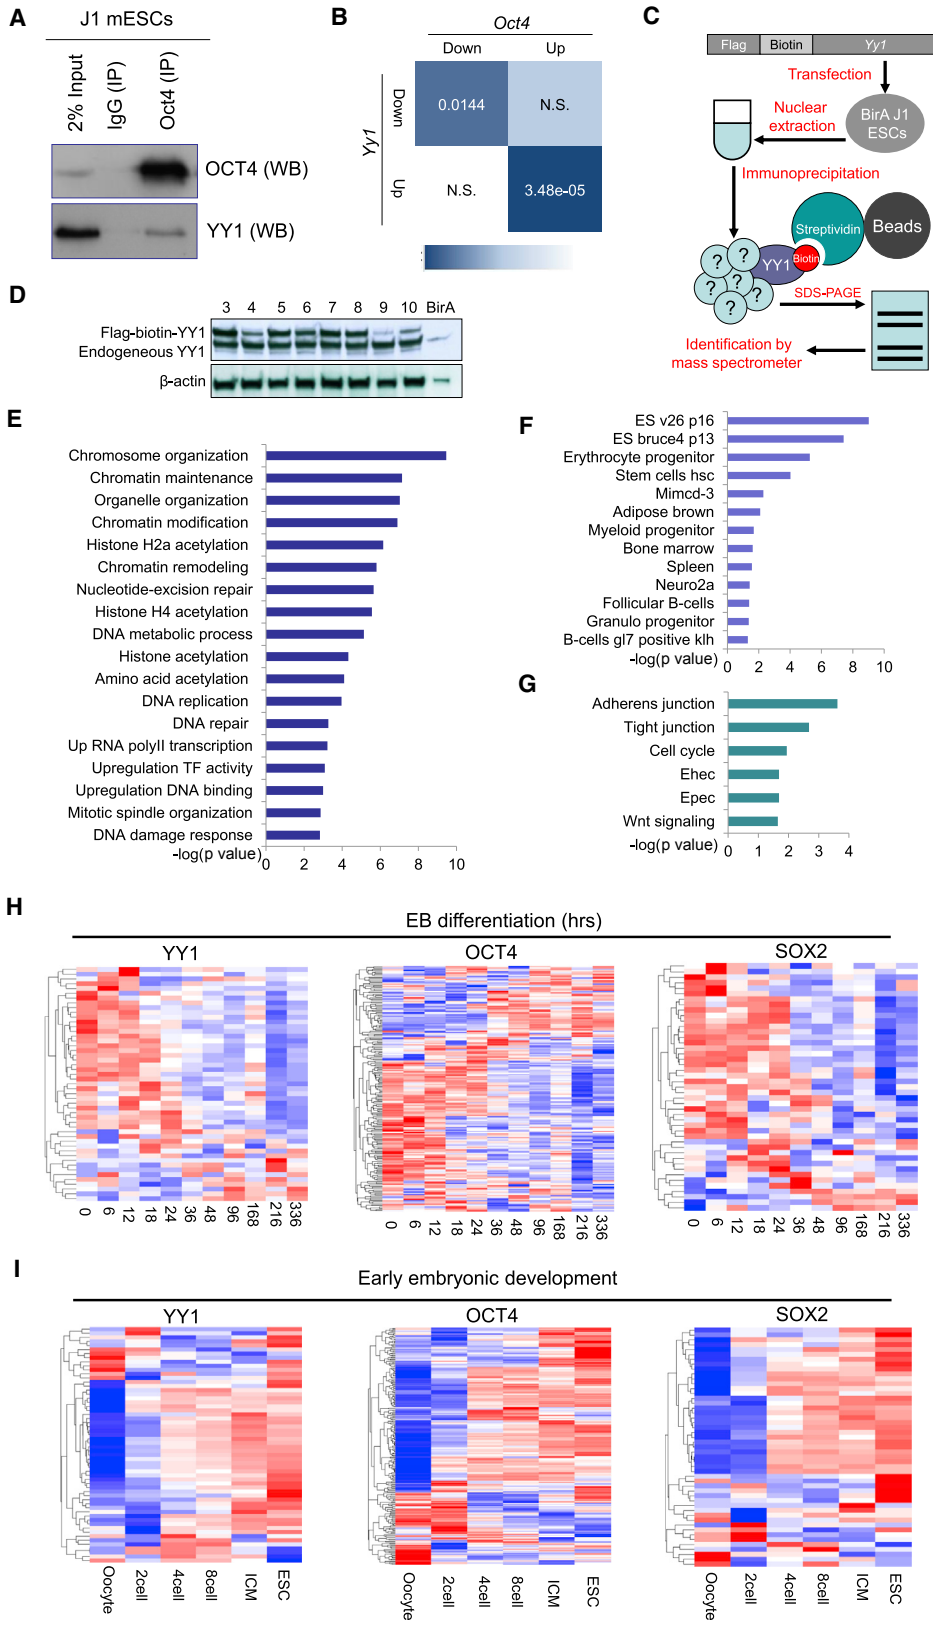 A
J1 mESCs
2% Input
IgG (IP)
Oct4 (IP)
OCT4 (WB)
YY1 (WB)
B
Oct4
Down
Up
Yy1
Down
Up
0.0144
N.S.
N.S.
3.48e-05
C
Flag
Biotin
Yy1
Transfection
BirA J1
ESCs
Nuclear
extraction
Immunoprecipitation
Streptividin
Beads
YY1
Biotin
? ? ? ? ? ?
SDS-PAGE
Identification by
mass spectrometer
D
3 4 5 6 7 8 9 10 BirA
Flag-biotin-YY1
Endogeneous YY1
β-actin
E
Chromosome organization
Chromatin maintenance
Organelle organization
Chromatin modification
Histone H2a acetylation
Chromatin remodeling
Nucleotide-excision repair
Histone H4 acetylation
DNA metabolic process
Histone acetylation
Amino acid acetylation
DNA replication
DNA repair
Up RNA polyII transcription
Upregulation TF activity
Upregulation DNA binding
Mitotic spindle organization
DNA damage response
-log(p value)
0 2 4 6 8 10
F
ES v26 p16
ES bruce4 p13
Erythrocyte progenitor
Stem cells hsc
Mimcd-3
Adipose brown
Myeloid progenitor
Bone marrow
Spleen
Neuro2a
Follicular B-cells
Granulo progenitor
B-cells gl7 positive klh
-log(p value)
0 2 4 6 8 10
G
Adherens junction
Tight junction
Cell cycle
Ehec
Epec
Wnt signaling
-log(p value)
0 1 2 3 4
H
EB differentiation (hrs)
YY1
OCT4
SOX2
0 6 12 18 24 36 48 96 188 216 336
0 6 12 18 24 36 48 96 168 216 336
0 6 12 18 24 36 48 96 168 216 336
I
Early embryonic development
YY1
OCT4
SOX2
Oocyte 2cell 4cell 8cell ICM ESC
Oocyte 2cell 4cell 8cell ICM ESC
Oocyte 2cell 4cell 8cell ICM ESC